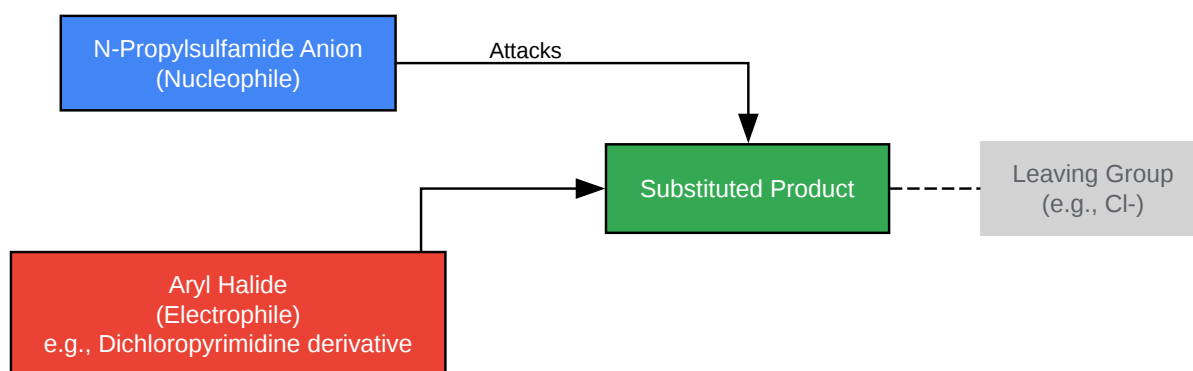 N-Propylsulfamide Anion
(Nucleophile)
Attacks
Substituted Product
Leaving Group
(e.g., Cl-)
Aryl Halide
(Electrophile)
e.g., Dichloropyrimidine derivative